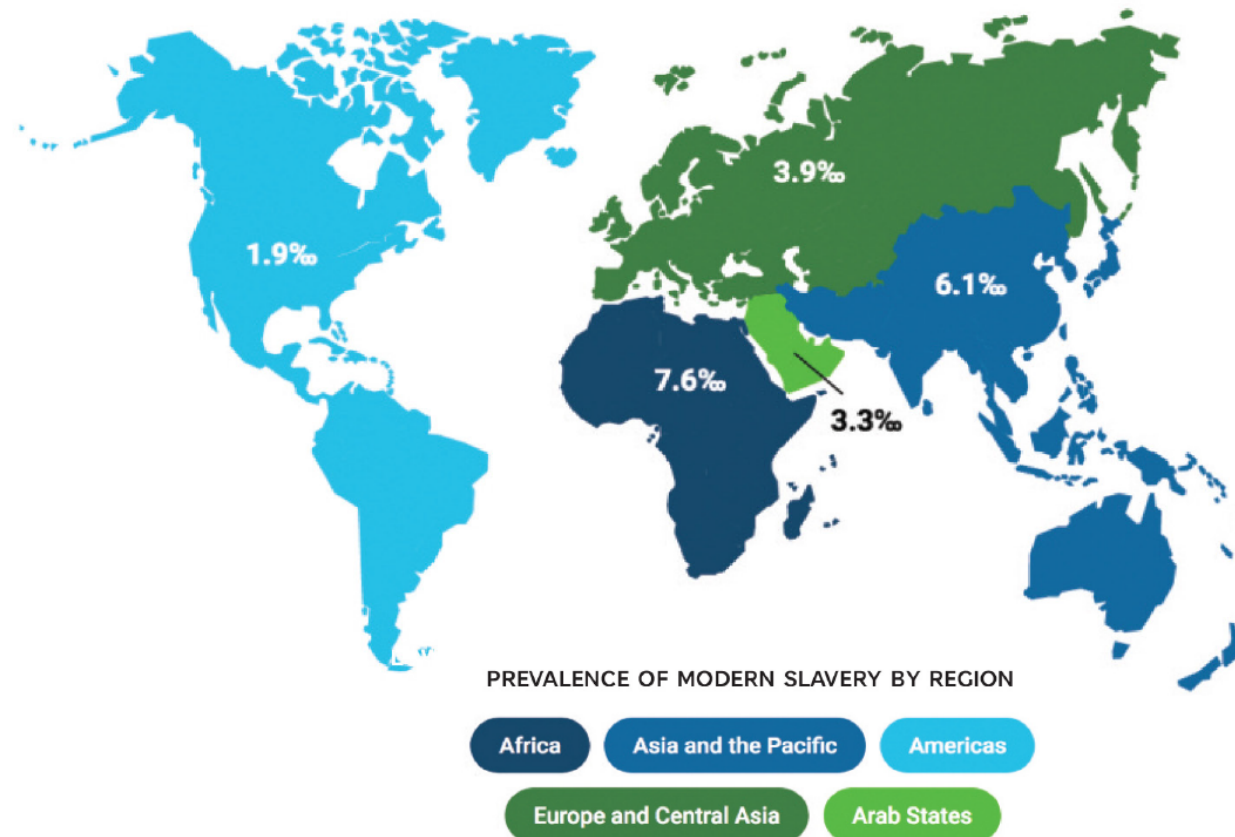 3.9‰
1.9‰
6.1‰
7.6‰
3.3‰
PREVALENCE OF MODERN SLAVERY BY REGION
Africa
Asia and the Pacific
Americas
Europe and Central Asia
Arab States